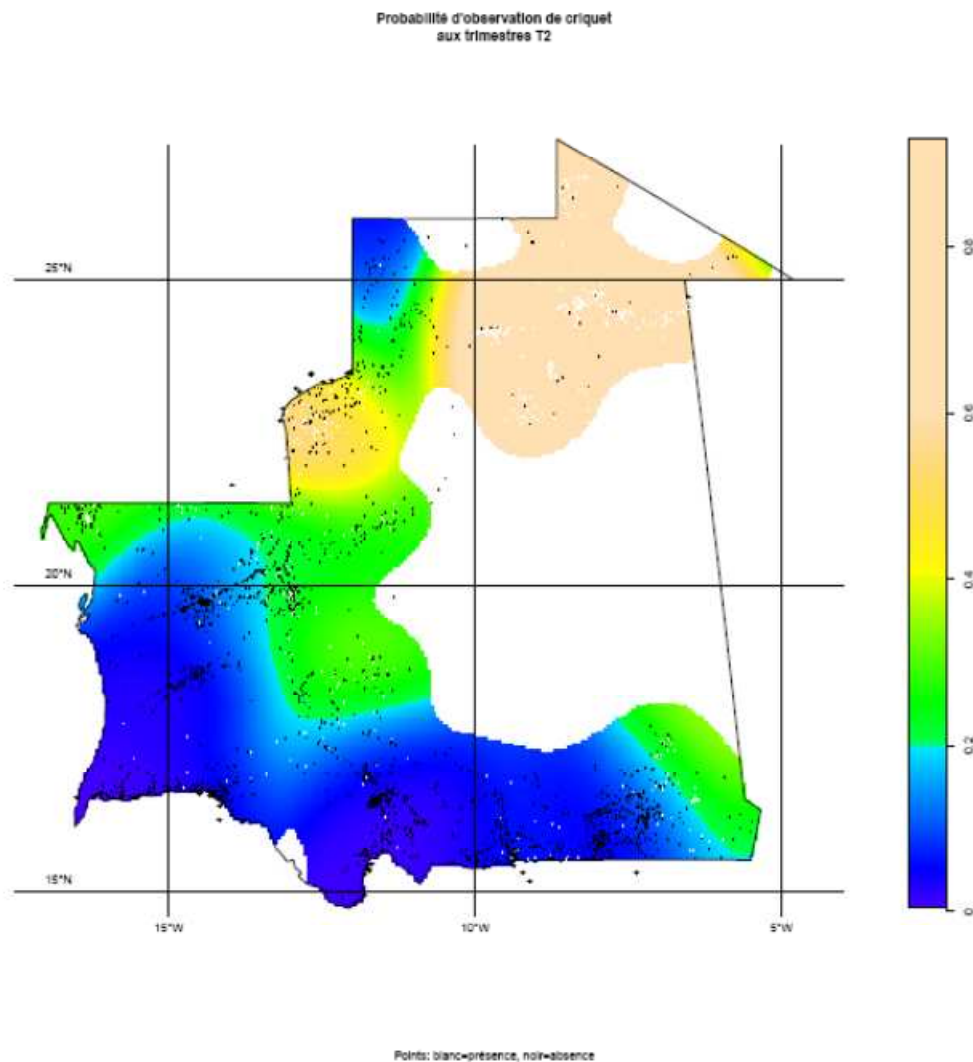 Probabilité d'observation de criquet
aux trimestres T2
25°N
20°N
15°N
15°W
10°W
5°W
0.8
0.6
0.4
0.2
0
Points: blanc=présence, noir=absence